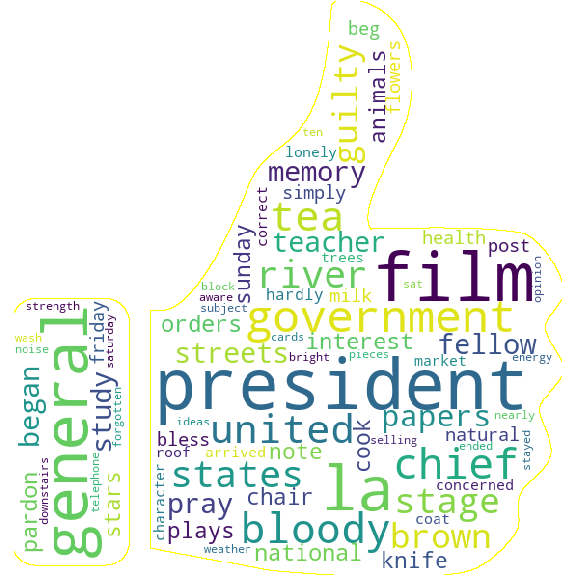 beg
guilty
animals
flowers
ten
lonely
memory
simply
correct
tea
teacher
health
post
sunday
trees
river
film
opinion
block
aware
subject
hardly
milk
sat
orders
government
cards
interest
fellow
streets
bright
pieces
market
energy
president
papers
nearly
ideas
united
bless
roof
arrived
note
cook
selling
natural
ended
stayed
character
states
la
chief
concerned
pray
chair
stage
coat
plays
bloody
brown
weather
national
knife
strength
general
friday
saturday
wash
noise
began
study
forgotten
pardon
downstairs
telephone
stars